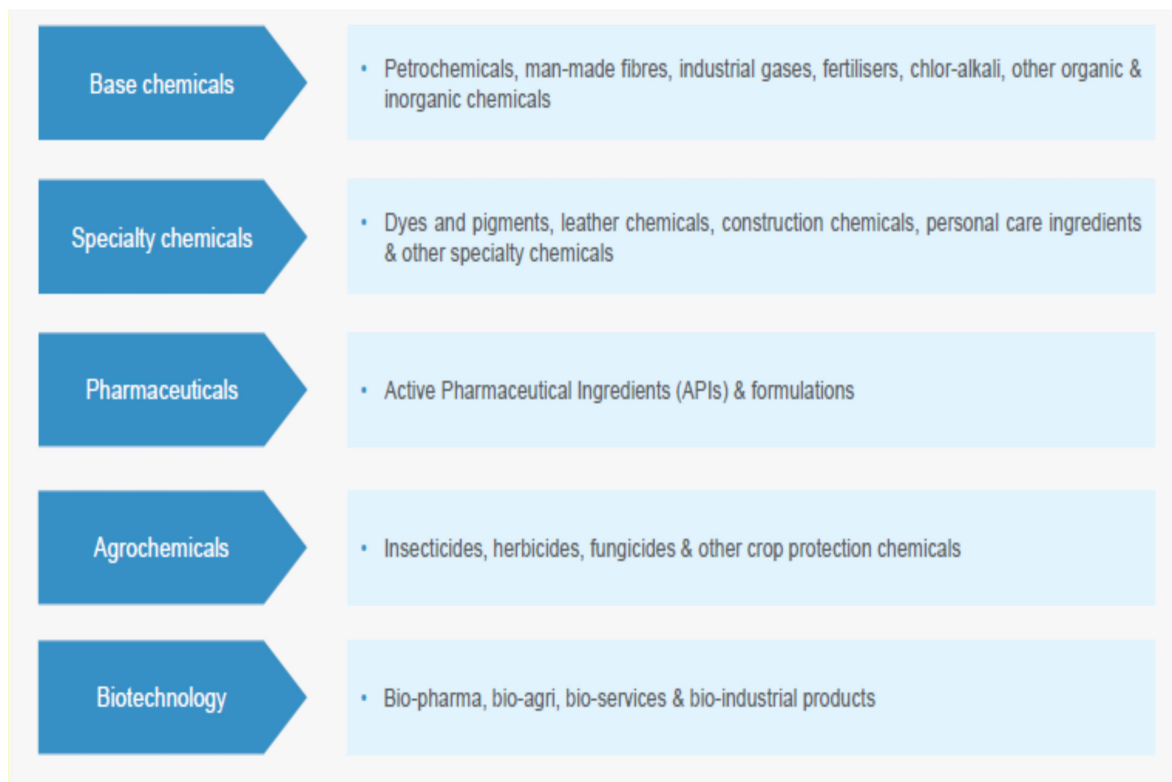 Base chemicals
• Petrochemicals, man-made fibres, industrial gases, fertilisers, chlor-alkali, other organic &
inorganic chemicals
Specialty chemicals
• Dyes and pigments, leather chemicals, construction chemicals, personal care ingredients
& other specialty chemicals
Pharmaceuticals
• Active Pharmaceutical Ingredients (APIs) & formulations
Agrochemicals
• Insecticides, herbicides, fungicides & other crop protection chemicals
Biotechnology
• Bio-pharma, bio-agri, bio-services & bio-industrial products